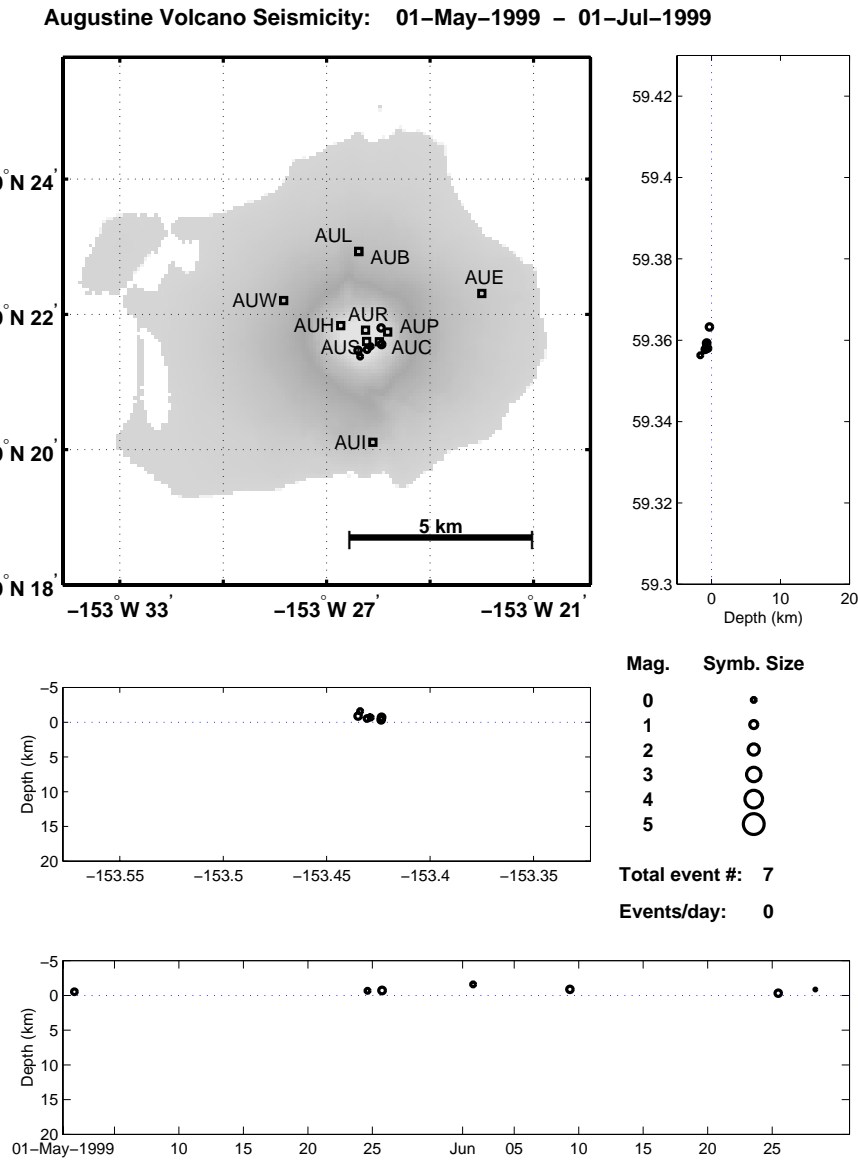 Augustine Volcano Seismicity: 01−May−1999 − 01−Jul−1999
59.42
59.4
59.38
59.36
59.34
59.32
59.3
0 10 20
Depth (km)
°N 24'
°N 22'
°N 20'
°N 18'
AUL
AUB
AUE
AUW
AUR
AUH
AUP
AUS
AUC
AUI
5 km
−153°W 33' −153°W 27' −153°W 21'
Mag. Symb. Size
0
1
2
3
4
5
Total event #: 7
Events/day: 0
−5
0
5
10
15
20
Depth (km)
−153.55 −153.5 −153.45 −153.4 −153.35
−5
0
5
10
15
20
Depth (km)
01−May−1999 10 15 20 25 Jun 05 10 15 20 25